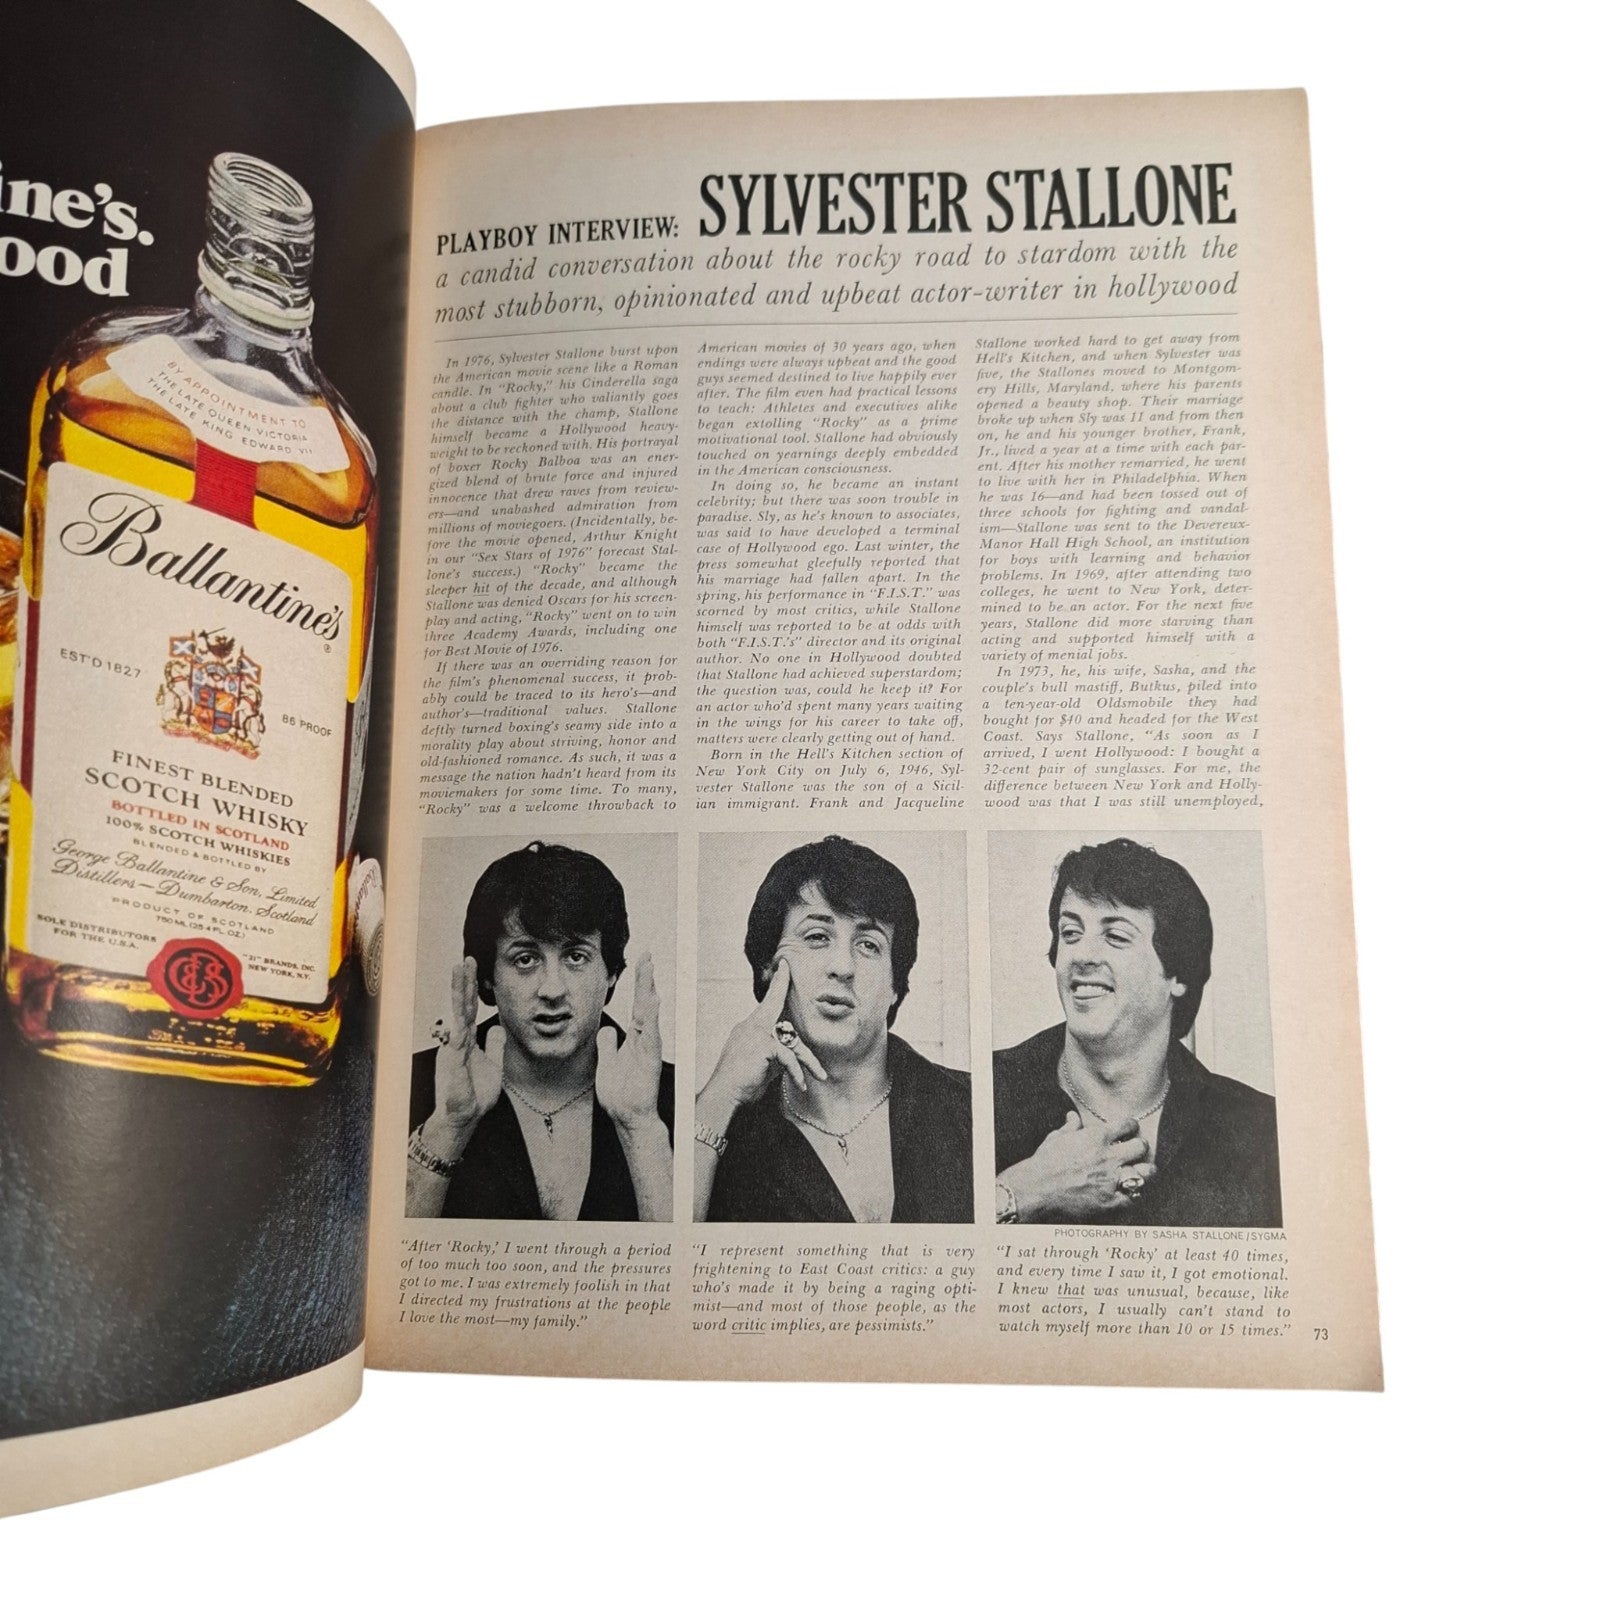 ine's.
ood
BY APPOINTMENT TO
THE LATE QUEEN VICTORIA
THE LATE KING EDWARD VII
Ballantine's
®
EST'D 1827
86 PROOF
FINEST BLENDED
SCOTCH WHISKY
BOTTLED IN SCOTLAND
100% SCOTCH WHISKIES
BLENDED & BOTTLED BY
George Ballantine & Son, Limited
Distillers — Dumbarton, Scotland
PRODUCT OF SCOTLAND
750 ML (25.4 FL. OZ.)
SOLE DISTRIBUTORS
FOR THE U.S.A.
"21" BRANDS, INC.
NEW YORK, N.Y.
PLAYBOY INTERVIEW: SYLVESTER STALLONE
a candid conversation about the rocky road to stardom with the
most stubborn, opinionated and upbeat actor-writer in hollywood
In 1976, Sylvester Stallone burst upon
the American movie scene like a Roman
candle. In "Rocky," his Cinderella saga
about a club fighter who valiantly goes
the distance with the champ, Stallone
himself became a Hollywood heavy-
weight to be reckoned with. His portrayal
of boxer Rocky Balboa was an ener-
gized blend of brute force and injured
innocence that drew raves from review-
ers—and unabashed admiration from
millions of moviegoers. (Incidentally, be-
fore the movie opened, Arthur Knight
in our "Sex Stars of 1976" forecast Stal-
lone's success.) "Rocky" became the
sleeper hit of the decade, and although
Stallone was denied Oscars for his screen-
play and acting, "Rocky" went on to win
three Academy Awards, including one
for Best Movie of 1976.
If there was an overriding reason for
the film's phenomenal success, it prob-
ably could be traced to its hero's—and
author's—traditional values. Stallone
deftly turned boxing's seamy side into a
morality play about striving, honor and
old-fashioned romance. As such, it was a
message the nation hadn't heard from its
moviemakers for some time. To many,
"Rocky" was a welcome throwback to
American movies of 30 years ago, when
endings were always upbeat and the good
guys seemed destined to live happily ever
after. The film even had practical lessons
to teach: Athletes and executives alike
began extolling "Rocky" as a prime
motivational tool. Stallone had obviously
touched on yearnings deeply embedded
in the American consciousness.
In doing so, he became an instant
celebrity; but there was soon trouble in
paradise. Sly, as he's known to associates,
was said to have developed a terminal
case of Hollywood ego. Last winter, the
press somewhat gleefully reported that
his marriage had fallen apart. In the
spring, his performance in "F.I.S.T." was
scorned by most critics, while Stallone
himself was reported to be at odds with
both "F.I.S.T.'s" director and its original
author. No one in Hollywood doubted
that Stallone had achieved superstardom;
the question was, could he keep it? For
an actor who'd spent many years waiting
in the wings for his career to take off,
matters were clearly getting out of hand.
Born in the Hell's Kitchen section of
New York City on July 6, 1946, Syl-
vester Stallone was the son of a Sicil-
ian immigrant. Frank and Jacqueline
Stallone worked hard to get away from
Hell's Kitchen, and when Sylvester was
five, the Stallones moved to Montgom-
ery Hills, Maryland, where his parents
opened a beauty shop. Their marriage
broke up when Sly was 11 and from then
on, he and his younger brother, Frank,
Jr., lived a year at a time with each par-
ent. After his mother remarried, he went
to live with her in Philadelphia. When
he was 16—and had been tossed out of
three schools for fighting and vandal-
ism—Stallone was sent to the Devereux-
Manor Hall High School, an institution
for boys with learning and behavior
problems. In 1969, after attending two
colleges, he went to New York, deter-
mined to be an actor. For the next five
years, Stallone did more starving than
acting and supported himself with a
variety of menial jobs.
In 1973, he, his wife, Sasha, and the
couple's bull mastiff, Butkus, piled into
a ten-year-old Oldsmobile they had
bought for $40 and headed for the West
Coast. Says Stallone, "As soon as I
arrived, I went Hollywood: I bought a
32-cent pair of sunglasses. For me, the
difference between New York and Holly-
wood was that I was still unemployed,
PHOTOGRAPHY BY SASHA STALLONE/SYGMA
"After 'Rocky,' I went through a period
of too much too soon, and the pressures
got to me. I was extremely foolish in that
I directed my frustrations at the people
I love the most—my family."
"I represent something that is very
frightening to East Coast critics: a guy
who's made it by being a raging opti-
mist—and most of those people, as the
word critic implies, are pessimists."
"I sat through 'Rocky' at least 40 times,
and every time I saw it, I got emotional.
I knew that was unusual, because, like
most actors, I usually can't stand to
watch myself more than 10 or 15 times."
73